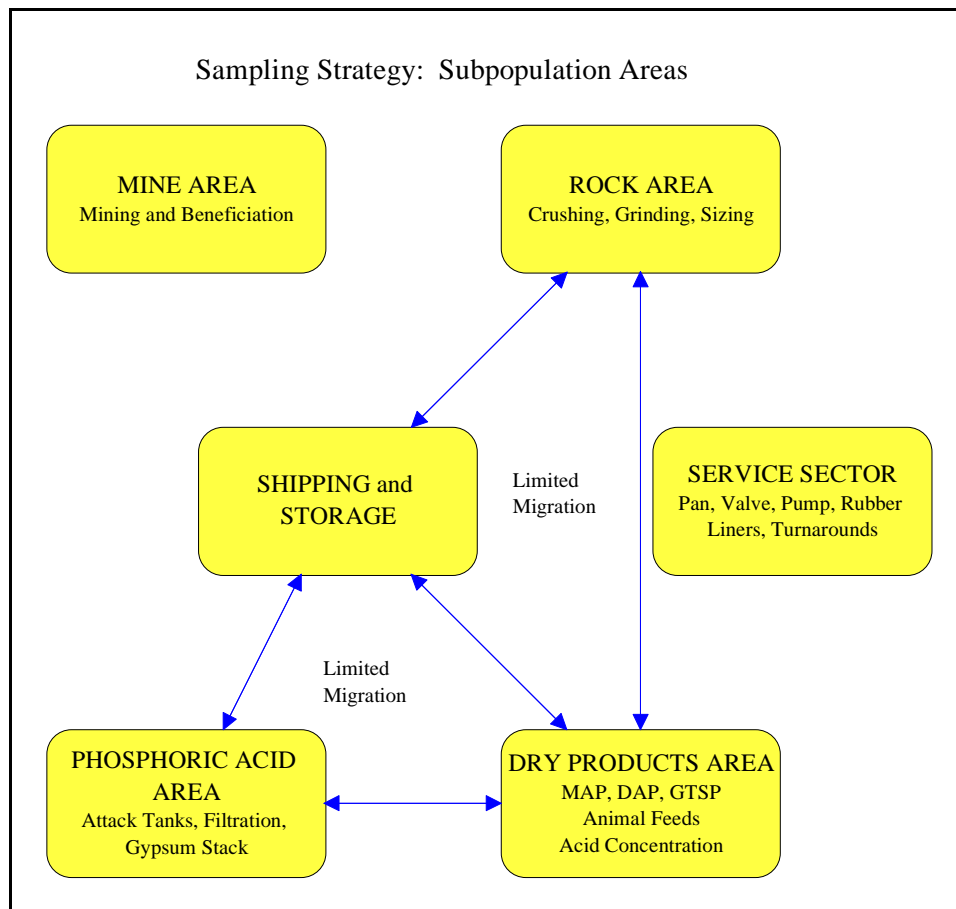 Sampling Strategy: Subpopulation Areas
MINE AREA
Mining and Beneficiation
ROCK AREA
Crushing, Grinding, Sizing
SHIPPING and
STORAGE
Limited
Migration
SERVICE SECTOR
Pan, Valve, Pump, Rubber
Liners, Turnarounds
Limited
Migration
PHOSPHORIC ACID
AREA
Attack Tanks, Filtration,
Gypsum Stack
DRY PRODUCTS AREA
MAP, DAP, GTSP
Animal Feeds
Acid Concentration